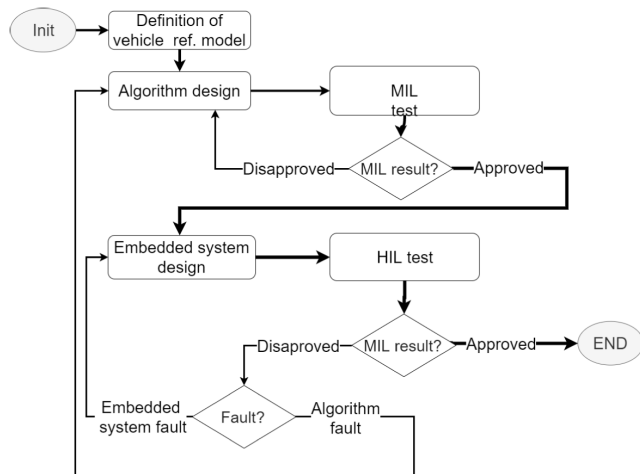 Init
Definition of
vehicle ref. model
Algorithm design
MIL
test
Disapproved
MIL result?
Approved
Embedded system
design
HIL test
Disaproved
MIL result?
Approved
END
Embedded
system fault
Fault?
Algorithm
fault